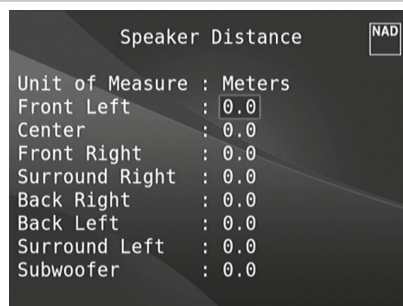 Speaker Distance
NAD
Unit of Measure : Meters
Front Left : 0.0
Center : 0.0
Front Right : 0.0
Surround Right : 0.0
Back Right : 0.0
Back Left : 0.0
Surround Left : 0.0
Subwoofer : 0.0